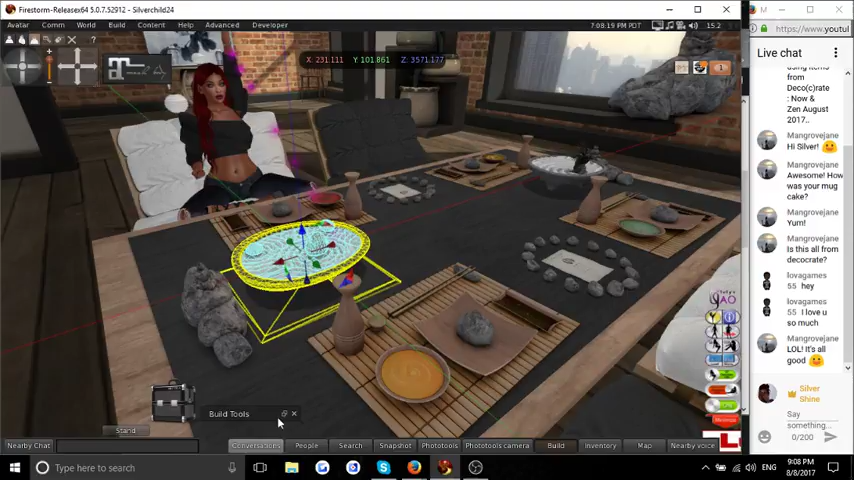 Firestorm-Releasex64 5.0.7.52912 - Silverchild24
Avatar Comm World Build Content Help Advanced Developer
7:08:19 PM PDT
15.2
X: 231.111 Y 101.861 Z: 3571.177
Build Tools
Stand
Nearby Chat
Conversations
People
Search
Snapshot
Phototools
Phototools camera
Build
Inventory
Map
Nearby voice
https://www.youtul
Live chat
using items
from
Deco(c)rate
: Now &
Zen August
2017..
Mangrovejane
Hi Silver!
Mangrovejane
Awesome! How
was your mug
cake?
Mangrovejane
Yum!
Mangrovejane
Is this all from
decocrate?
lovagames
55 hey
lovagames
55 I love u
so much
Mangrovejane
LOL! It's all
good
Silver
Shine
Say
something...
0/200
Type here to search
ENG
9:08 PM
8/8/2017